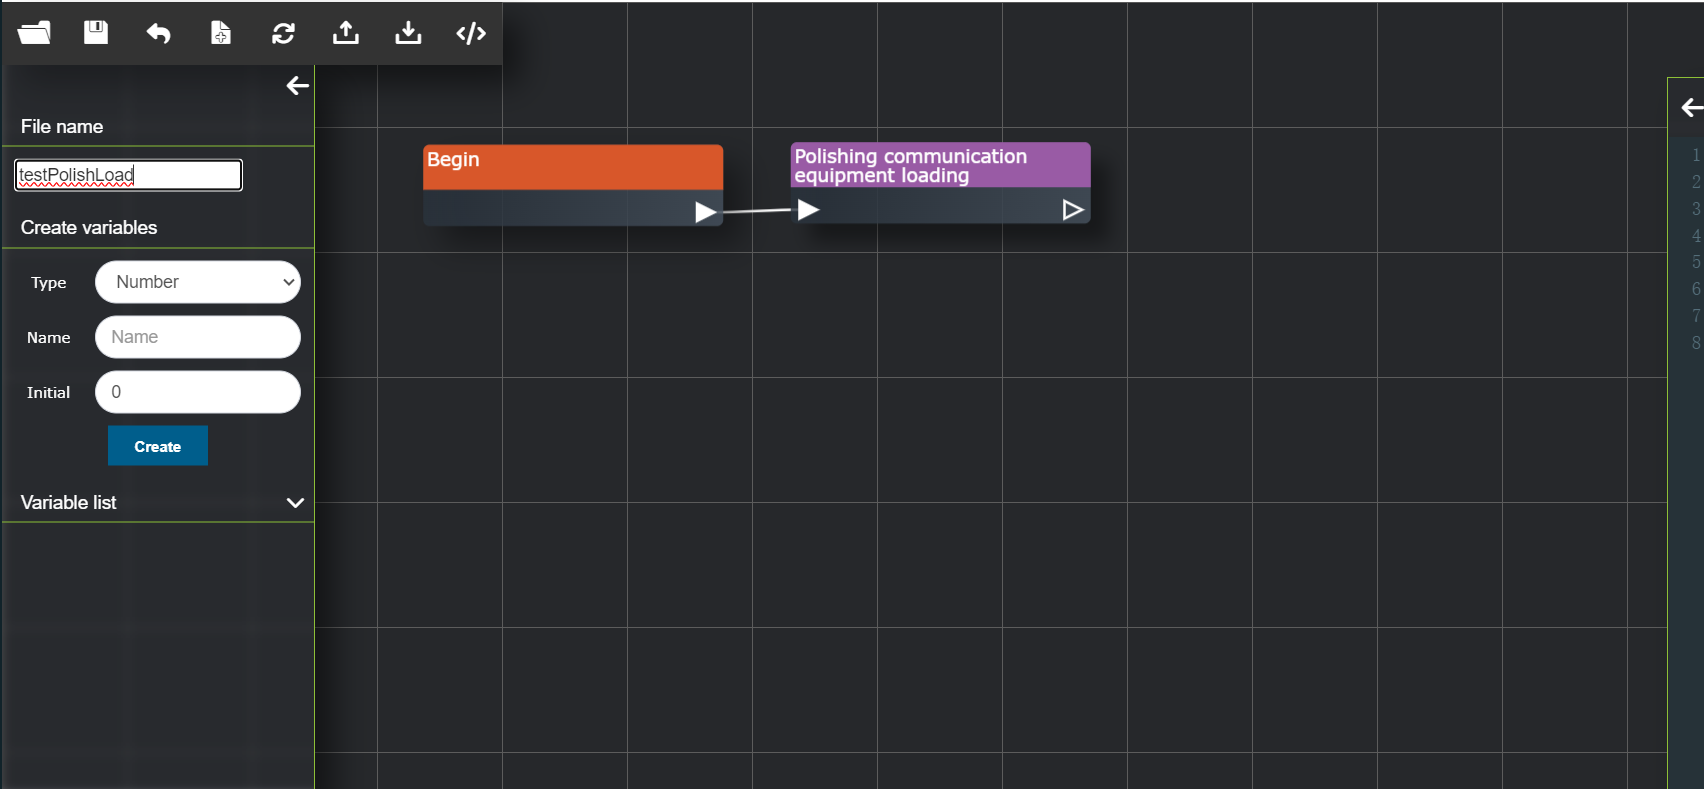 File name
testPolishLoad
Create variables
Type
Number
Name
Name
Initial
0
Create
Variable list
Begin
Polishing communication
equipment loading
1
2
3
4
5
6
7
8